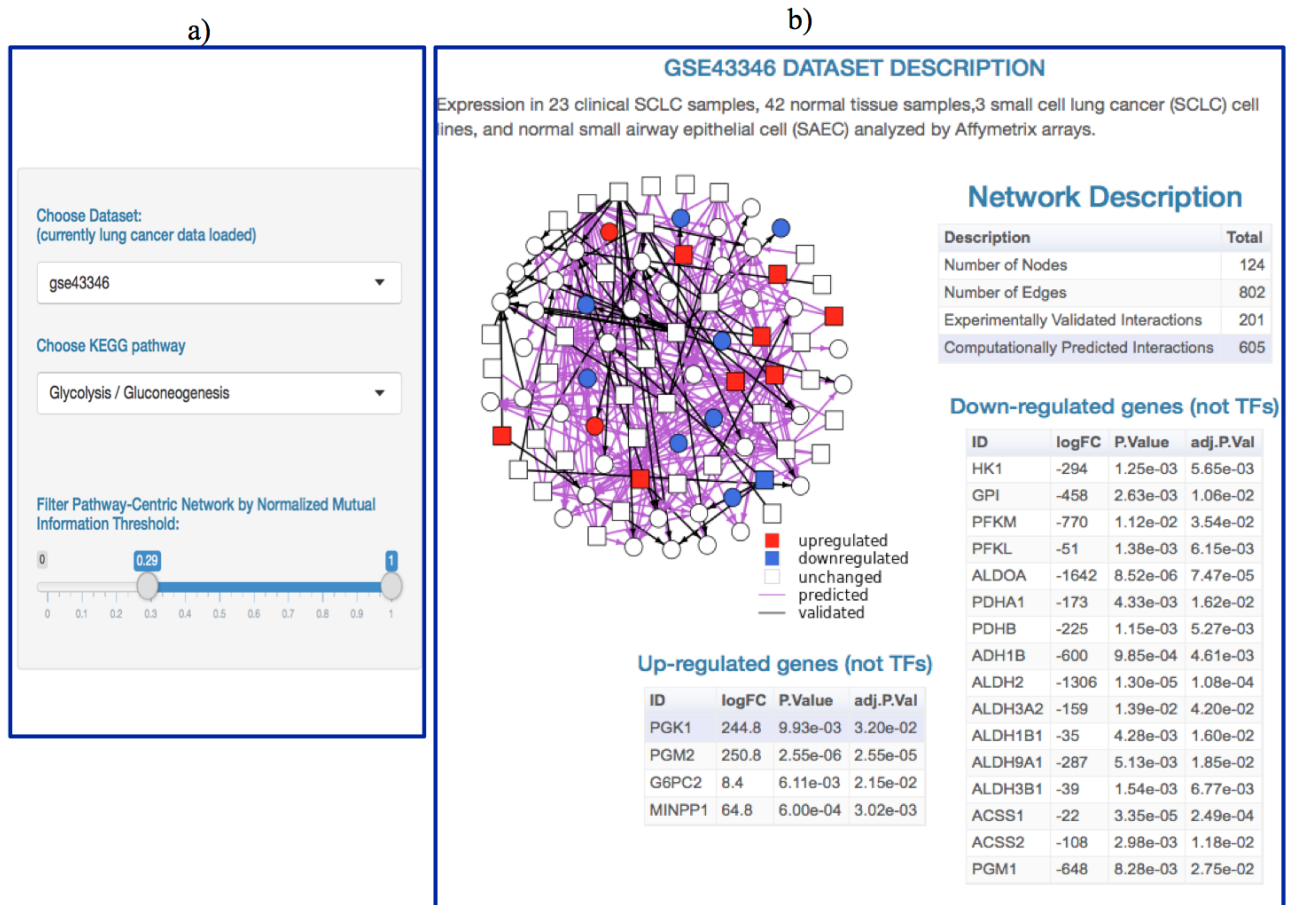 a)
b)
Choose Dataset:
(currently lung cancer data loaded)
gse43346
Choose KEGG pathway
Glycolysis / Gluconeogenesis
Filter Pathway-Centric Network by Normalized Mutual
Information Threshold:
0 0.29 1
0 0.1 0.2 0.3 0.4 0.5 0.6 0.7 0.8 0.9 1
GSE43346 DATASET DESCRIPTION
Expression in 23 clinical SCLC samples, 42 normal tissue samples,3 small cell lung cancer (SCLC) cell
lines, and normal small airway epithelial cell (SAEC) analyzed by Affymetrix arrays.
upregulated
downregulated
unchanged
predicted
validated
Network Description
Description Total
Number of Nodes 124
Number of Edges 802
Experimentally Validated Interactions 201
Computationally Predicted Interactions 605
Up-regulated genes (not TFs)
ID logFC P.Value adj.P.Val
PGK1 244.8 9.93e-03 3.20e-02
PGM2 250.8 2.55e-06 2.55e-05
G6PC2 8.4 6.11e-03 2.15e-02
MINPP1 64.8 6.00e-04 3.02e-03
Down-regulated genes (not TFs)
ID logFC P.Value adj.P.Val
HK1 -294 1.25e-03 5.65e-03
GPI -458 2.63e-03 1.06e-02
PFKM -770 1.12e-02 3.54e-02
PFKL -51 1.38e-03 6.15e-03
ALDOA -1642 8.52e-06 7.47e-05
PDHA1 -173 4.33e-03 1.62e-02
PDHB -225 1.15e-03 5.27e-03
ADH1B -600 9.85e-04 4.61e-03
ALDH2 -1306 1.30e-05 1.08e-04
ALDH3A2 -159 1.39e-02 4.20e-02
ALDH1B1 -35 4.28e-03 1.60e-02
ALDH9A1 -287 5.13e-03 1.85e-02
ALDH3B1 -39 1.54e-03 6.77e-03
ACSS1 -22 3.35e-05 2.49e-04
ACSS2 -108 2.98e-03 1.18e-02
PGM1 -648 8.28e-03 2.75e-02